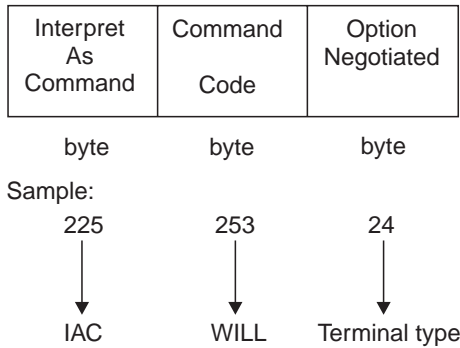 Interpret
As
Command
Command
Code
Option
Negotiated
byte byte byte
Sample:
225 253 24
IAC WILL Terminal type